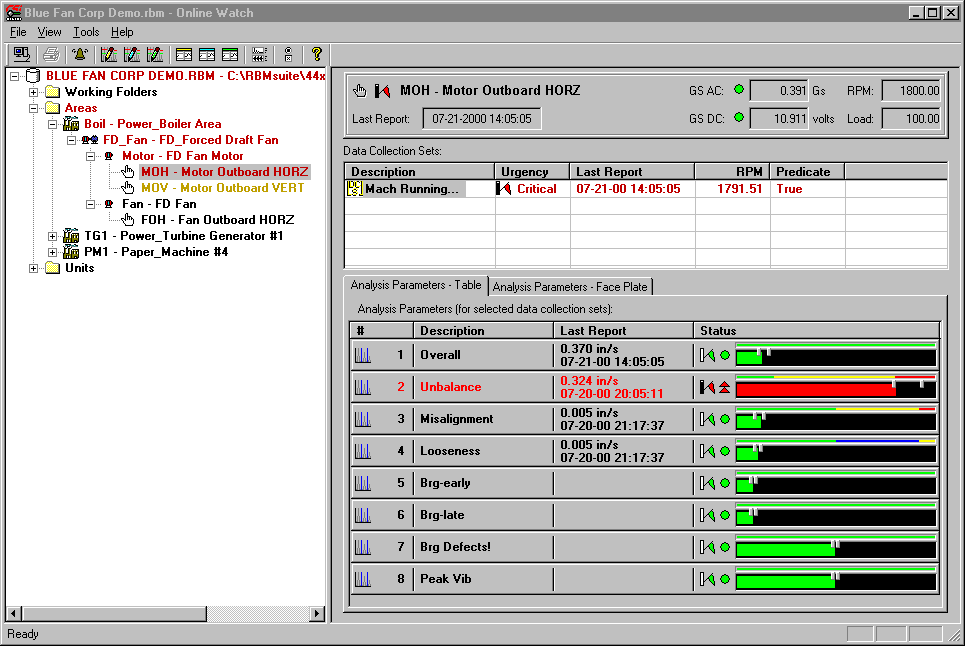 Blue Fan Corp Demo.rbm - Online Watch
File View Tools Help
BLUE FAN CORP DEMO.RBM - C:\RBMsuite\44x
Working Folders
Areas
Boil - Power_Boiler Area
FD_Fan - FD_Forced Draft Fan
Motor - FD Fan Motor
MOH - Motor Outboard HORZ
MOV - Motor Outboard VERT
Fan - FD Fan
FOH - Fan Outboard HORZ
TG1 - Power_Turbine Generator #1
PM1 - Paper_Machine #4
Units
MOH - Motor Outboard HORZ
GS AC: 0.391 Gs RPM: 1800.00
Last Report: 07-21-2000 14:05:05
GS DC: 10.911 volts Load: 100.00
Data Collection Sets:
Description Urgency Last Report RPM Predicate
DC S Mach Running... Critical 07-21-00 14:05:05 1791.51 True
Analysis Parameters - Table Analysis Parameters - Face Plate
Analysis Parameters (for selected data collection sets):
# Description Last Report Status
1 Overall 0.370 in/s
07-21-00 14:05:05
2 Unbalance 0.324 in/s
07-20-00 20:05:11
3 Misalignment 0.005 in/s
07-20-00 21:17:37
4 Looseness 0.005 in/s
07-20-00 21:17:37
5 Brg-early
6 Brg-late
7 Brg Defects!
8 Peak Vib
Ready